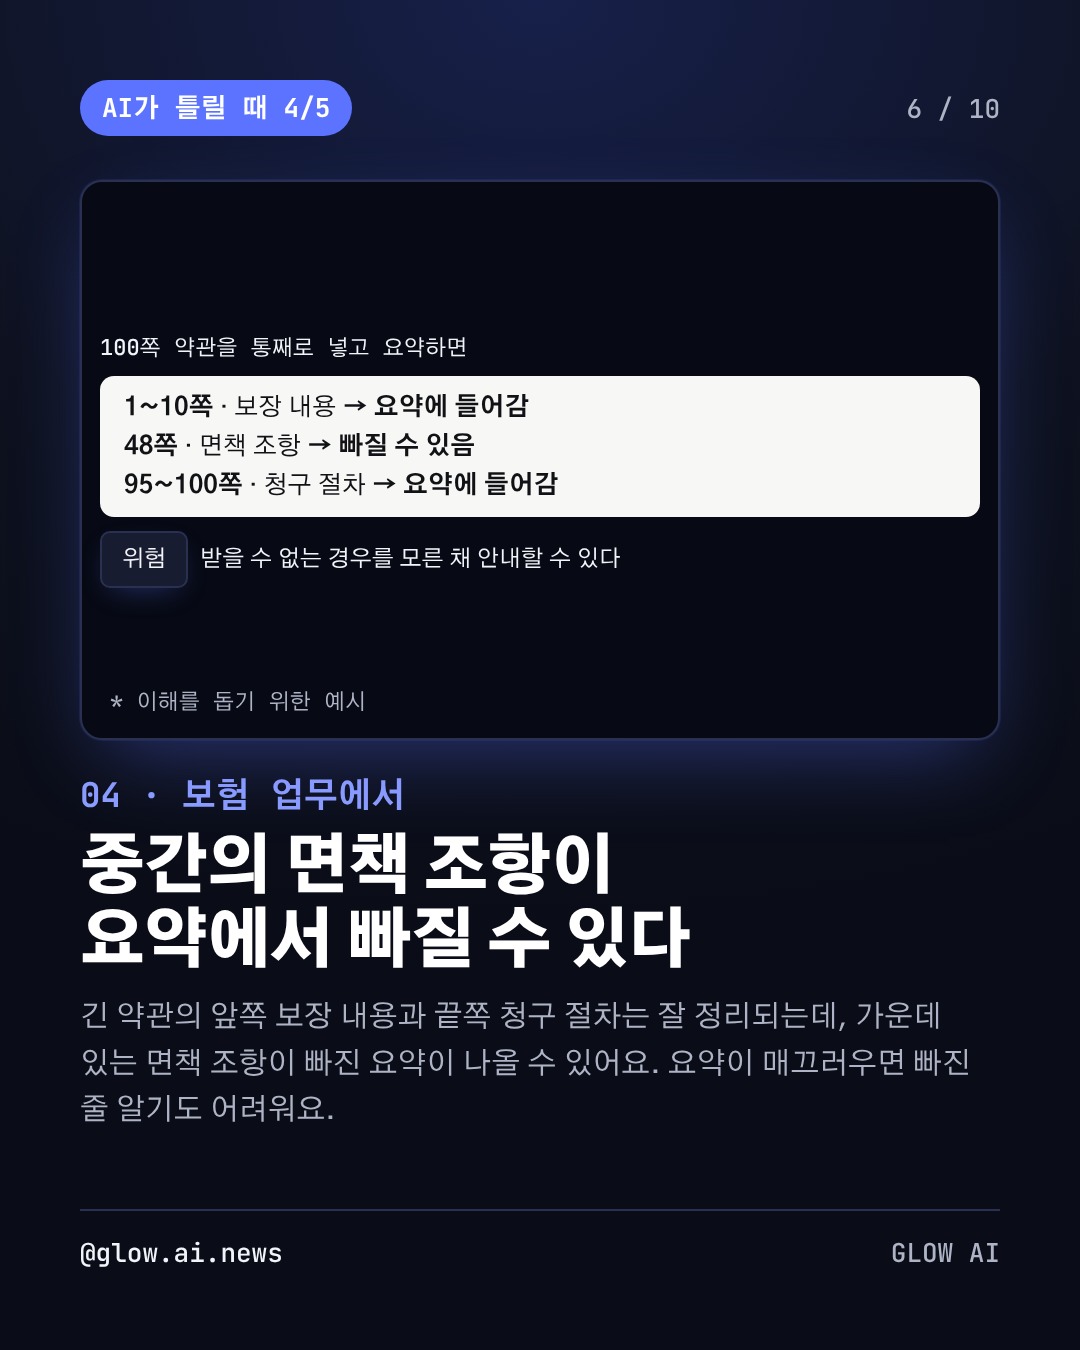 AI가 틀릴 때 4/5
6 / 10
100쪽 약관을 통째로 넣고 요약하면
1~10쪽 · 보장 내용 → 요약에 들어감
48쪽 · 면책 조항 → 빠질 수 있음
95~100쪽 · 청구 절차 → 요약에 들어감
위험 받을 수 없는 경우를 모른 채 안내할 수 있다
* 이해를 돕기 위한 예시
04 · 보험 업무에서
중간의 면책 조항이
요약에서 빠질 수 있다
긴 약관의 앞쪽 보장 내용과 끝쪽 청구 절차는 잘 정리되는데, 가운데
있는 면책 조항이 빠진 요약이 나올 수 있어요. 요약이 매끄러우면 빠진
줄 알기도 어려워요.
@glow.ai.news
GLOW AI